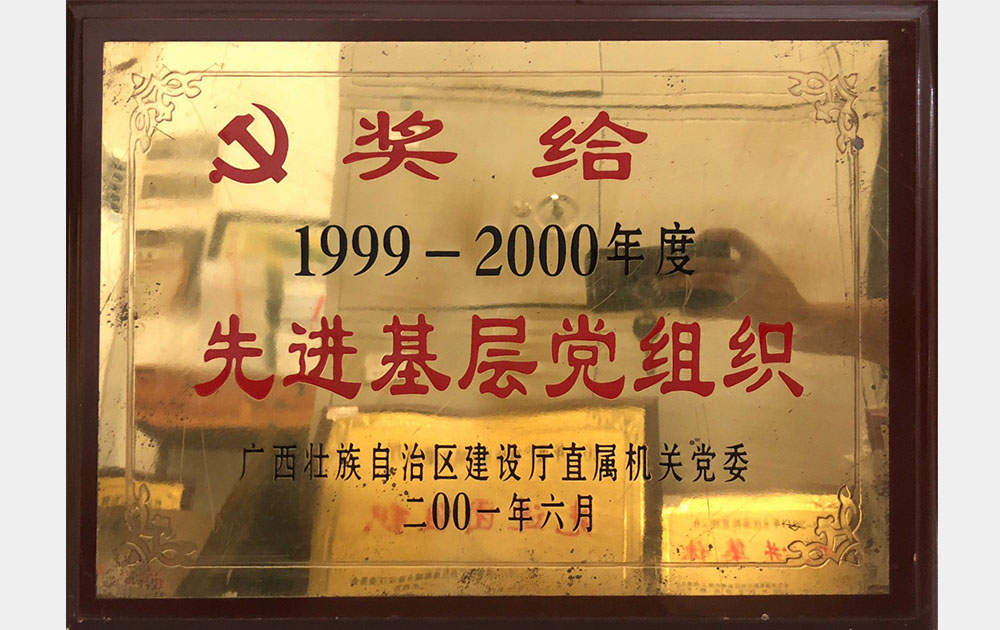 奖给
1999－2000年度
先进基层党组织
广西壮族自治区建设厅直属机关党委
二00一年六月